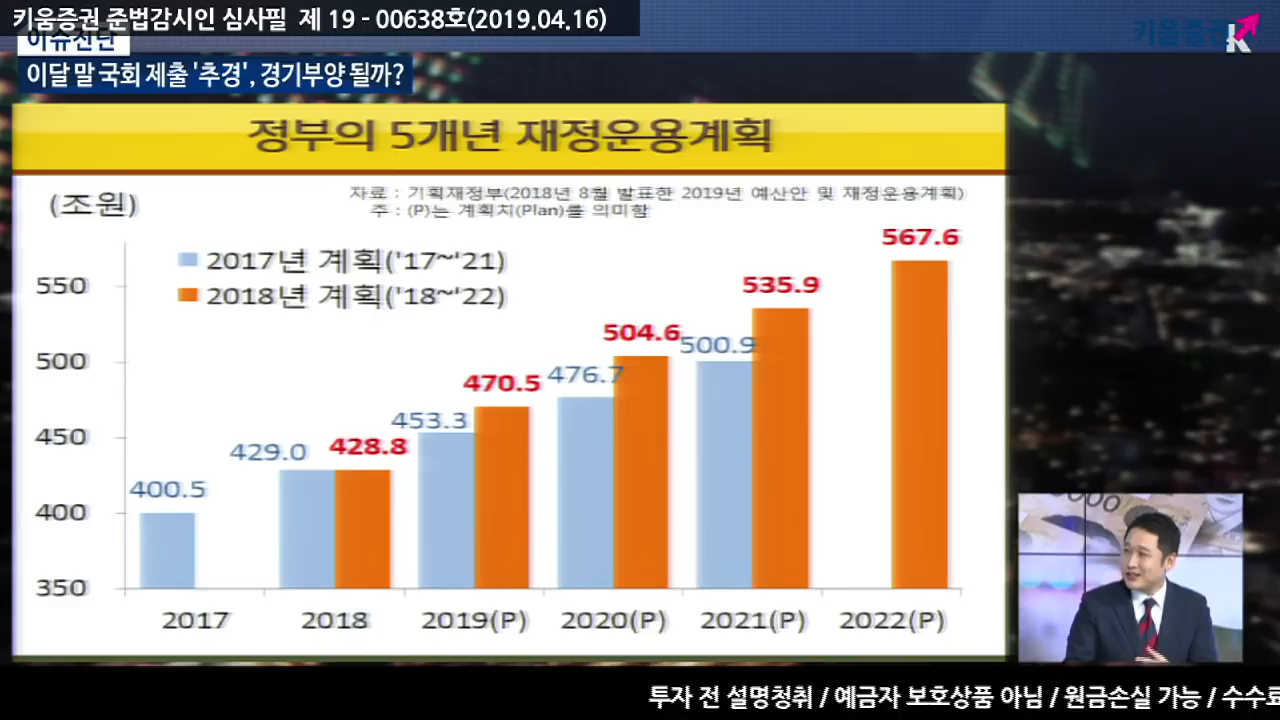 키움증권 준법감시인 심사필 제 19 - 00638호(2019.04.16)
이슈진단
키움증권
이달 말 국회 제출 '추경', 경기부양 될까?
정부의 5개년 재정운용계획
(조원)
자료 : 기획재정부(2018년 8월 발표한 2019년 예산안 및 재정운용계획)
주 : (P)는 계획치(Plan)를 의미함
2017년 계획('17~'21)
2018년 계획('18~'22)
550
500
450
400
350
400.5
429.0
428.8
453.3
470.5
476.7
504.6
500.9
535.9
567.6
2017
2018
2019(P)
2020(P)
2021(P)
2022(P)
투자 전 설명청취 / 예금자 보호상품 아님 / 원금손실 가능 / 수수료